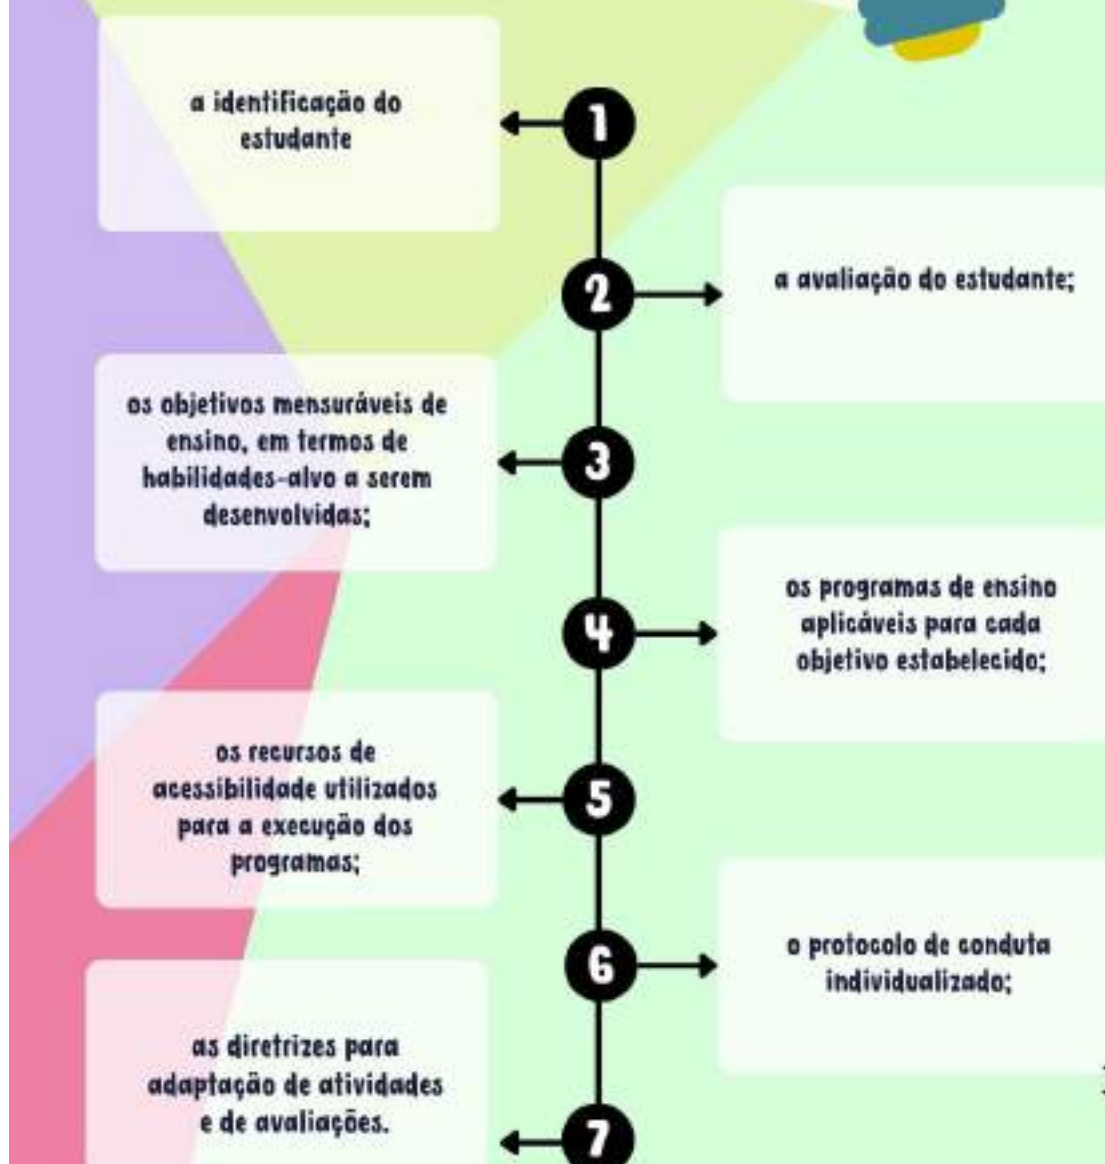 a identificação do
estudante
1
2
a avaliação do estudante;
os objetivos mensuráveis de
ensino, em termos de
habilidades-alvo a serem
desenvolvidas;
3
4
os programas de ensino
aplicáveis para cada
objetivo estabelecido;
os recursos de
acessibilidade utilizados
para a execução dos
programas;
5
6
o protocolo de conduta
individualizado;
as diretrizes para
adaptação de atividades
e de avaliações.
7